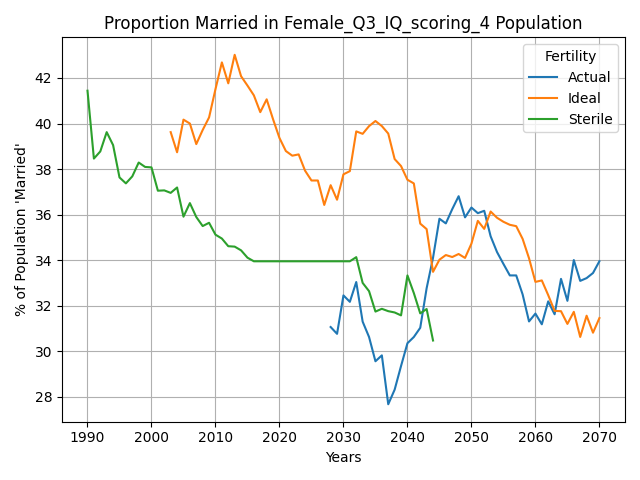 Proportion Married in Female_Q3_IQ_scoring_4 Population
% of Population 'Married'
42
40
38
36
34
32
30
28
Fertility
Actual
Ideal
Sterile
1990 2000 2010 2020 2030 2040 2050 2060 2070
Years